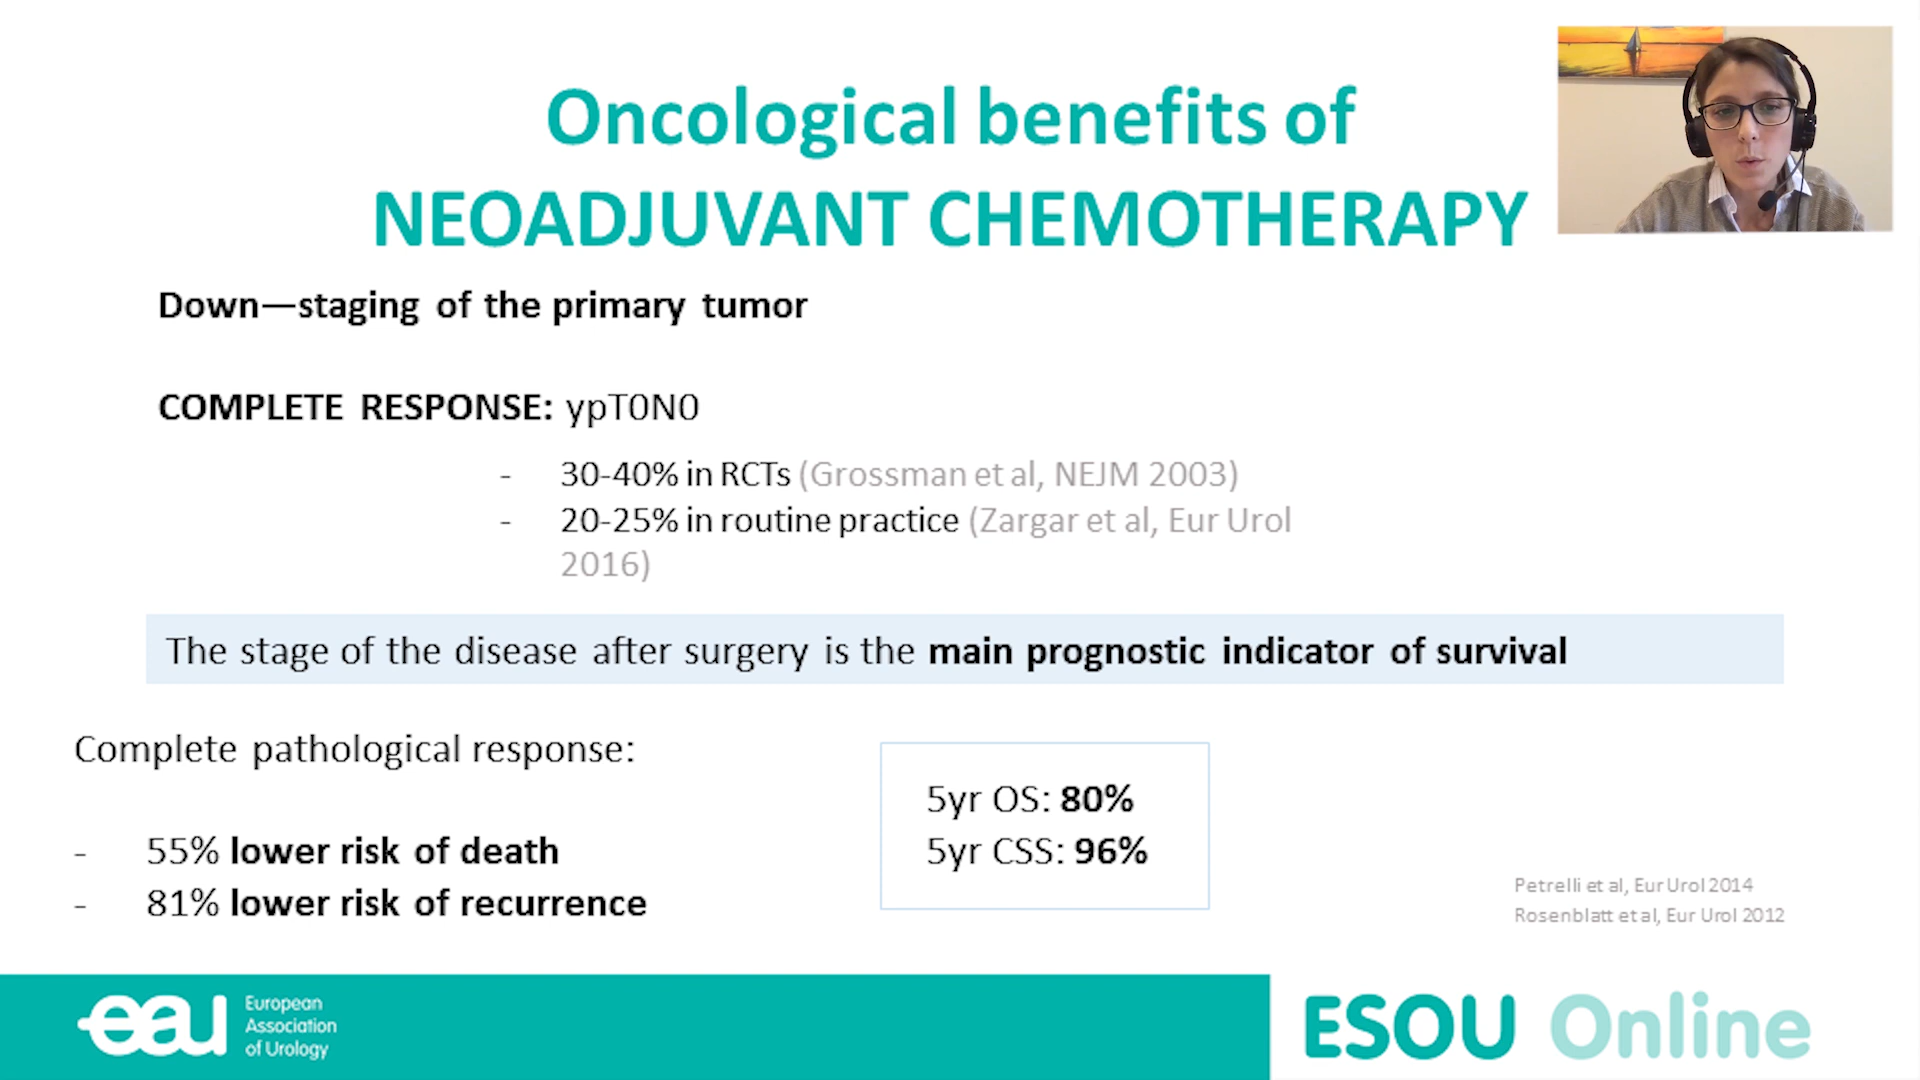 Oncological benefits of
NEOADJUVANT CHEMOTHERAPY
Down—staging of the primary tumor
COMPLETE RESPONSE: ypT0N0
- 30-40% in RCTs (Grossman et al, NEJM 2003)
- 20-25% in routine practice (Zargar et al, Eur Urol
2016)
The stage of the disease after surgery is the main prognostic indicator of survival
Complete pathological response:
- 55% lower risk of death
- 81% lower risk of recurrence
5yr OS: 80%
5yr CSS: 96%
Petrelli et al, Eur Urol 2014
Rosenblatt et al, Eur Urol 2012
eau
European
Association
of Urology
ESOU Online